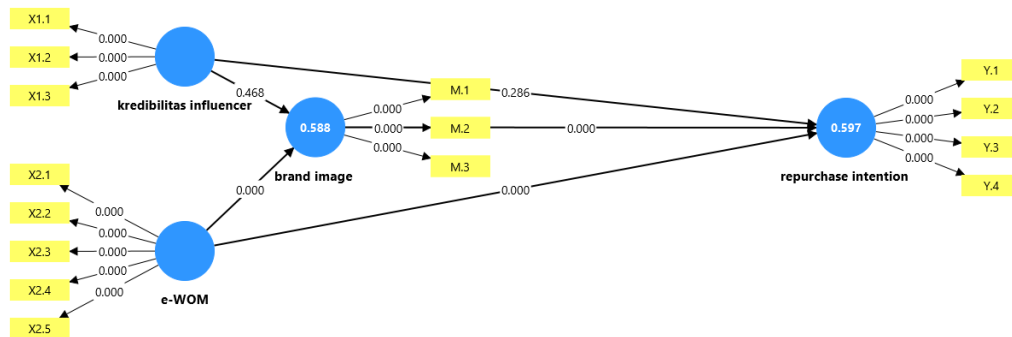 X1.1
X1.2
X1.3
0.000
0.000
0.000
kredibilitas influencer
0.468
0.286
M.1
M.2
M.3
0.000
0.000
0.000
0.588
brand image
0.000
0.597
repurchase intention
Y.1
Y.2
Y.3
Y.4
0.000
0.000
0.000
0.000
0.000
0.000
X2.1
X2.2
X2.3
X2.4
X2.5
0.000
0.000
0.000
0.000
0.000
e-WOM